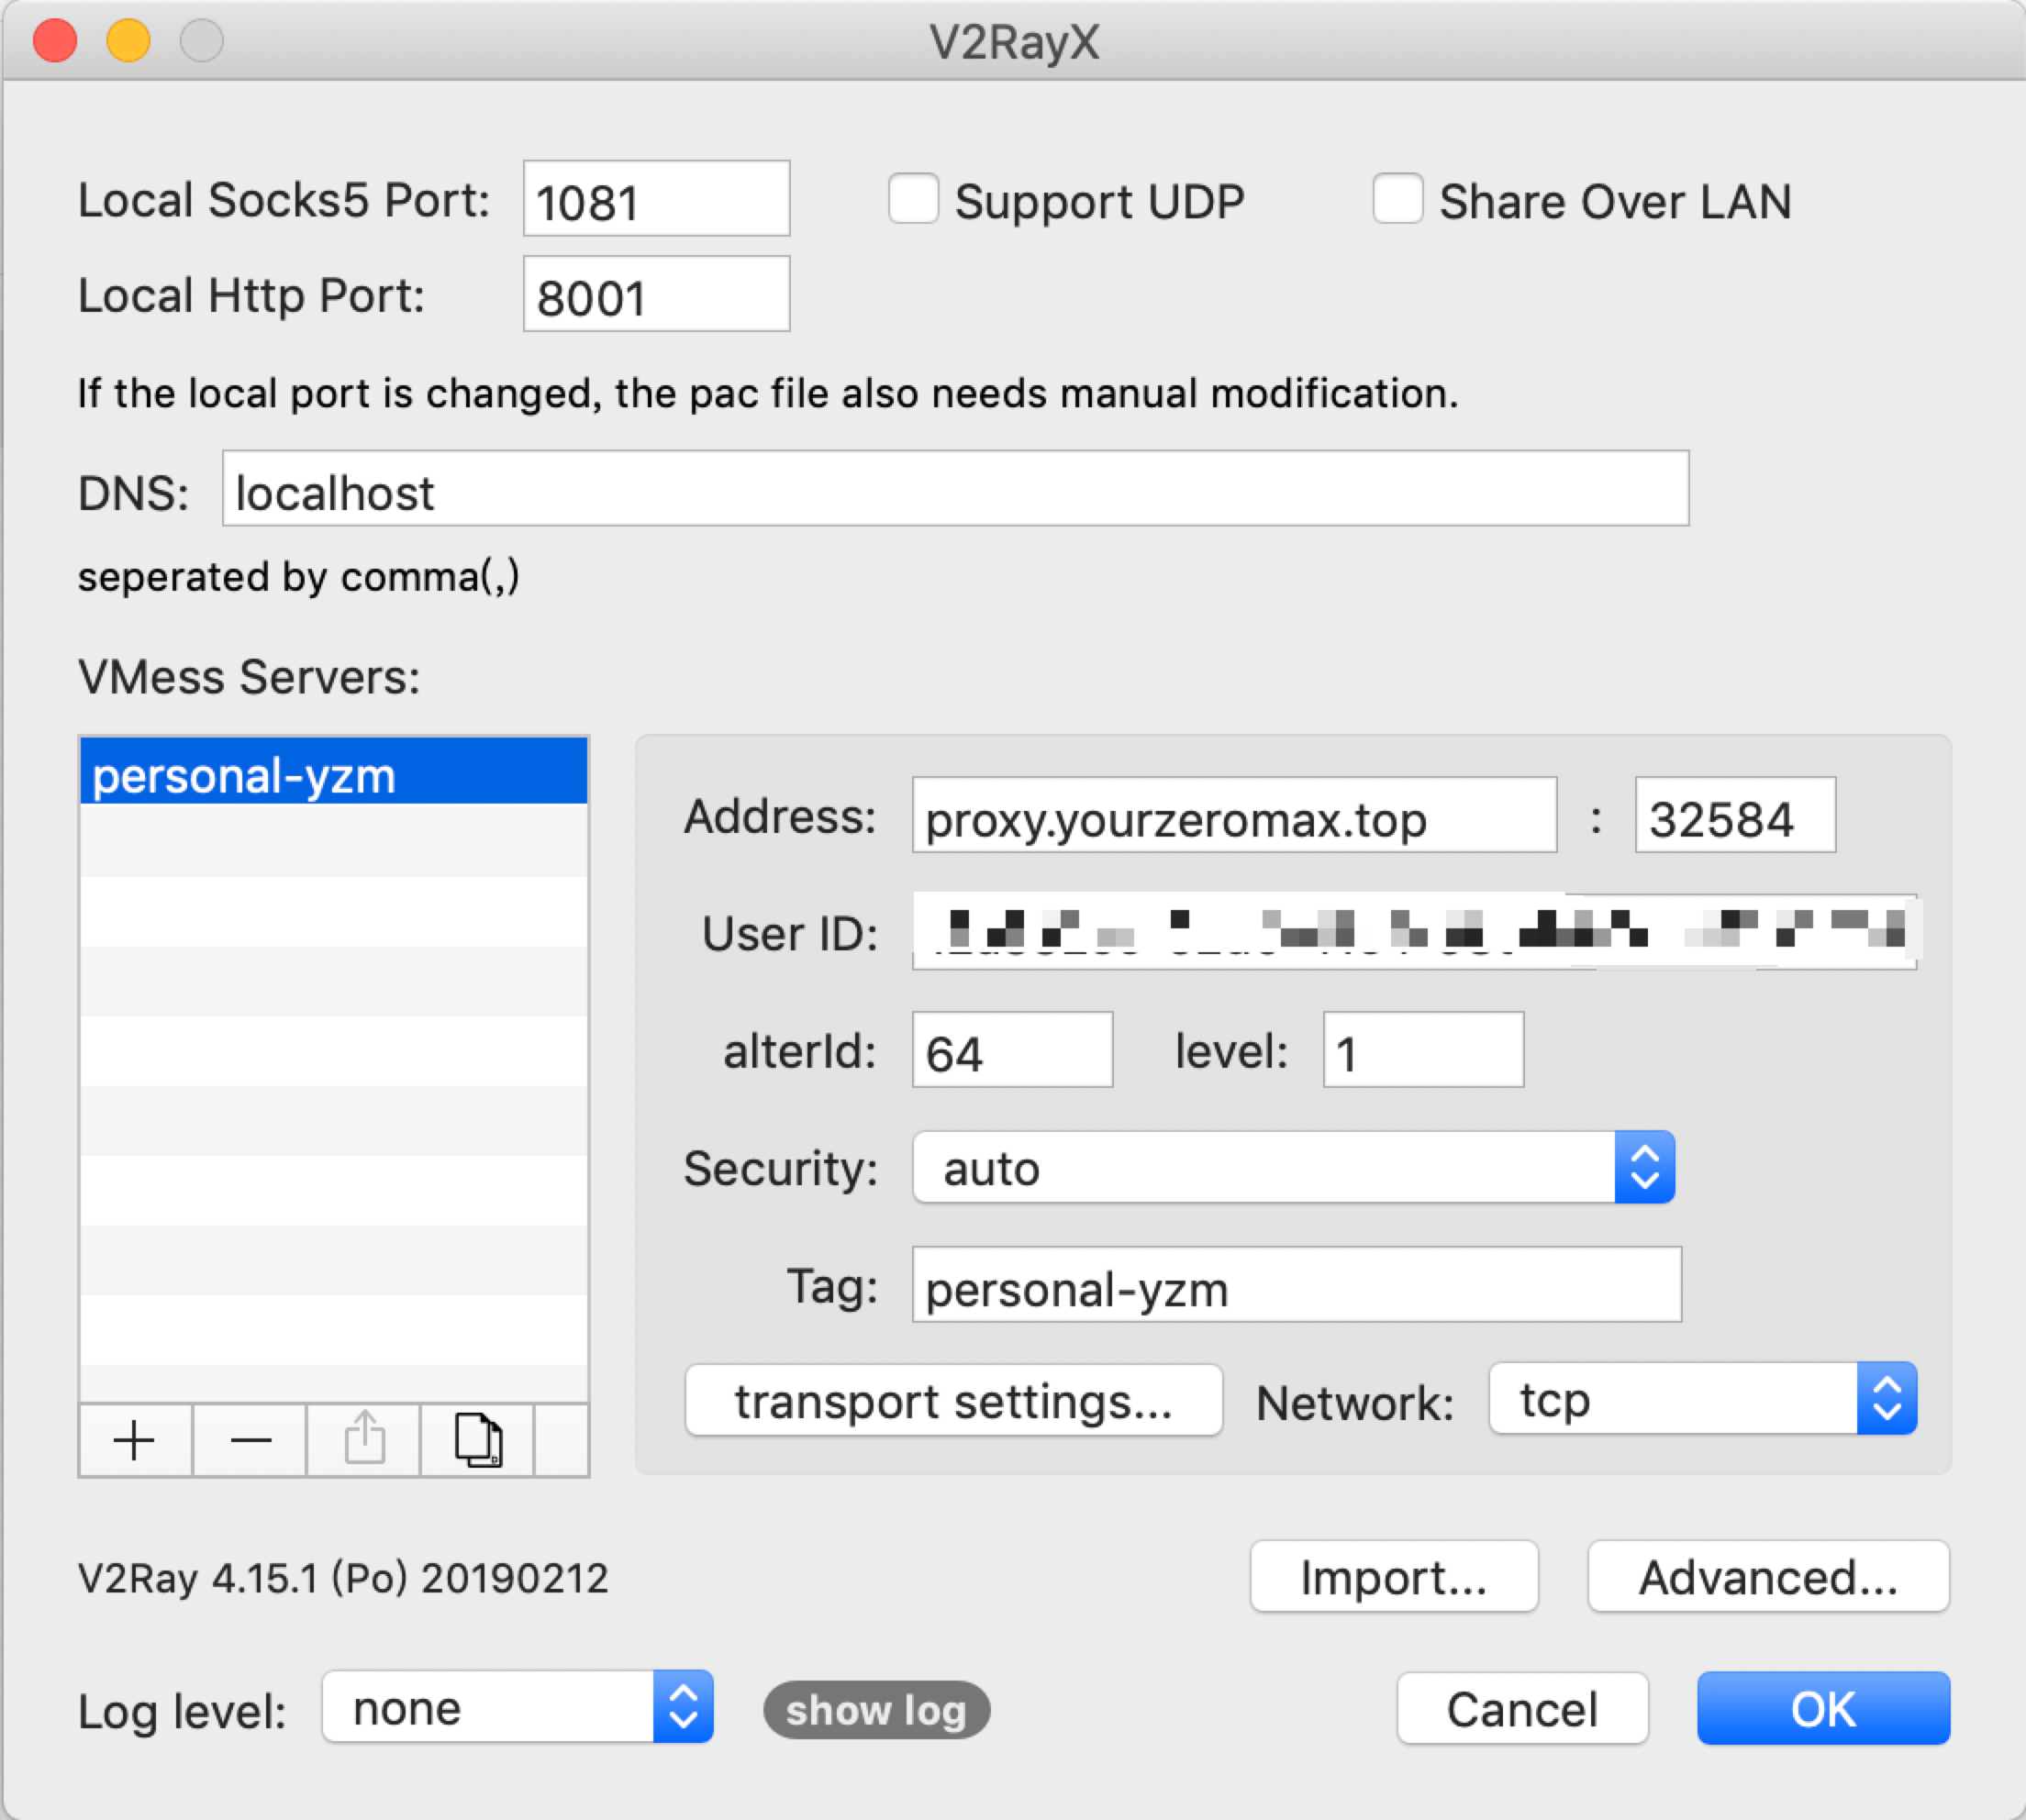 V2RayX
Local Socks5 Port: 1081 Support UDP Share Over LAN
Local Http Port: 8001
If the local port is changed, the pac file also needs manual modification.
DNS: localhost
seperated by comma(,)
VMess Servers:
personal-yzm
Address: proxy.yourzeromax.top : 32584
User ID:
alterId: 64 level: 1
Security: auto
Tag: personal-yzm
transport settings... Network: tcp
V2Ray 4.15.1 (Po) 20190212
Import... Advanced...
Log level: none show log
Cancel OK